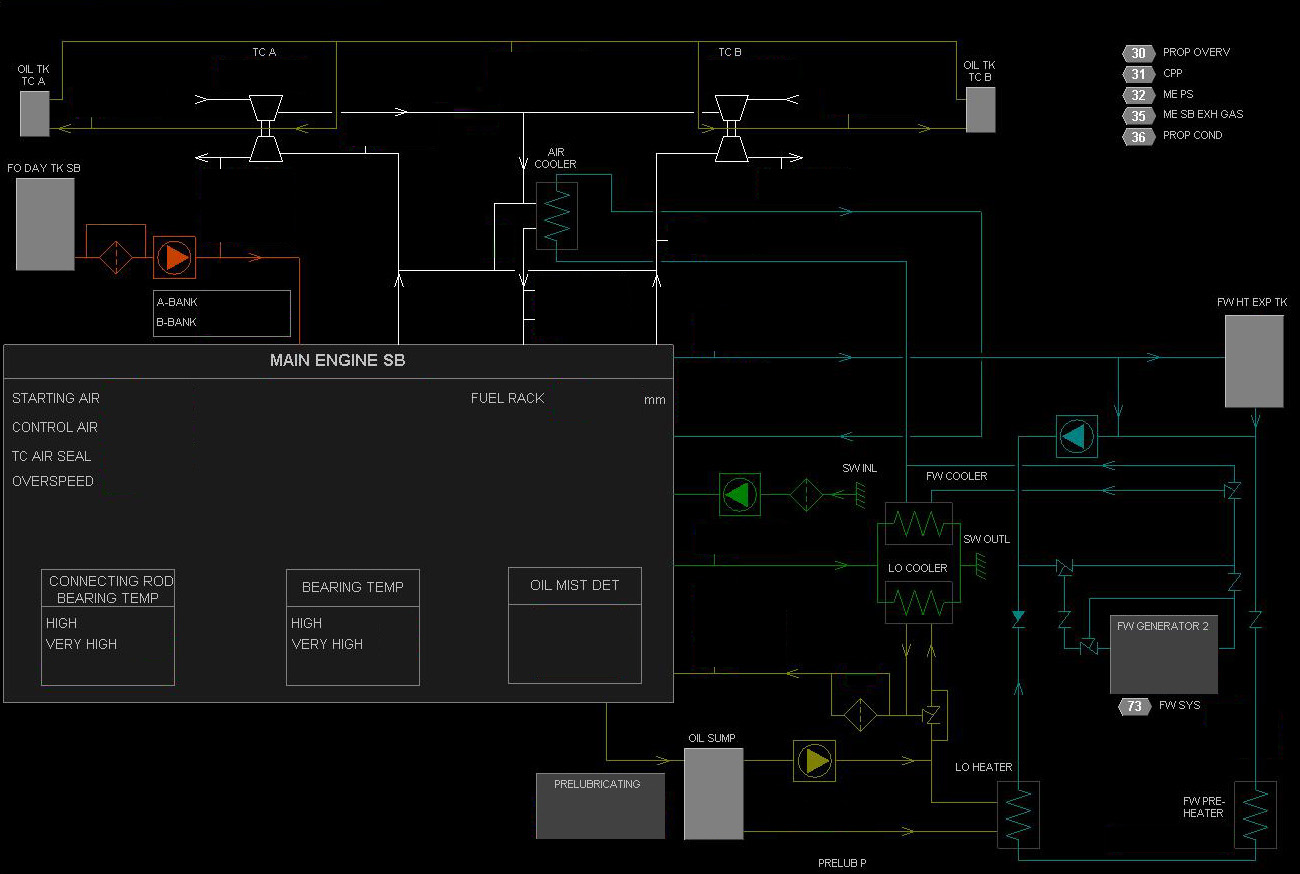 TC A
TC B
OIL TK
TC A
OIL TK
TC B
30 PROP OVERV
31 CPP
32 ME PS
35 ME SB EXH GAS
36 PROP COND
FO DAY TK SB
AIR
COOLER
A-BANK
B-BANK
FW HT EXP TK
MAIN ENGINE SB
STARTING AIR
FUEL RACK mm
CONTROL AIR
TC AIR SEAL
OVERSPEED
SW INL
FW COOLER
SW OUTL
LO COOLER
CONNECTING ROD
BEARING TEMP
HIGH
VERY HIGH
BEARING TEMP
HIGH
VERY HIGH
OIL MIST DET
FW GENERATOR 2
73 FW SYS
OIL SUMP
PRELUBRICATING
LO HEATER
FW PRE-
HEATER
PRELUB P